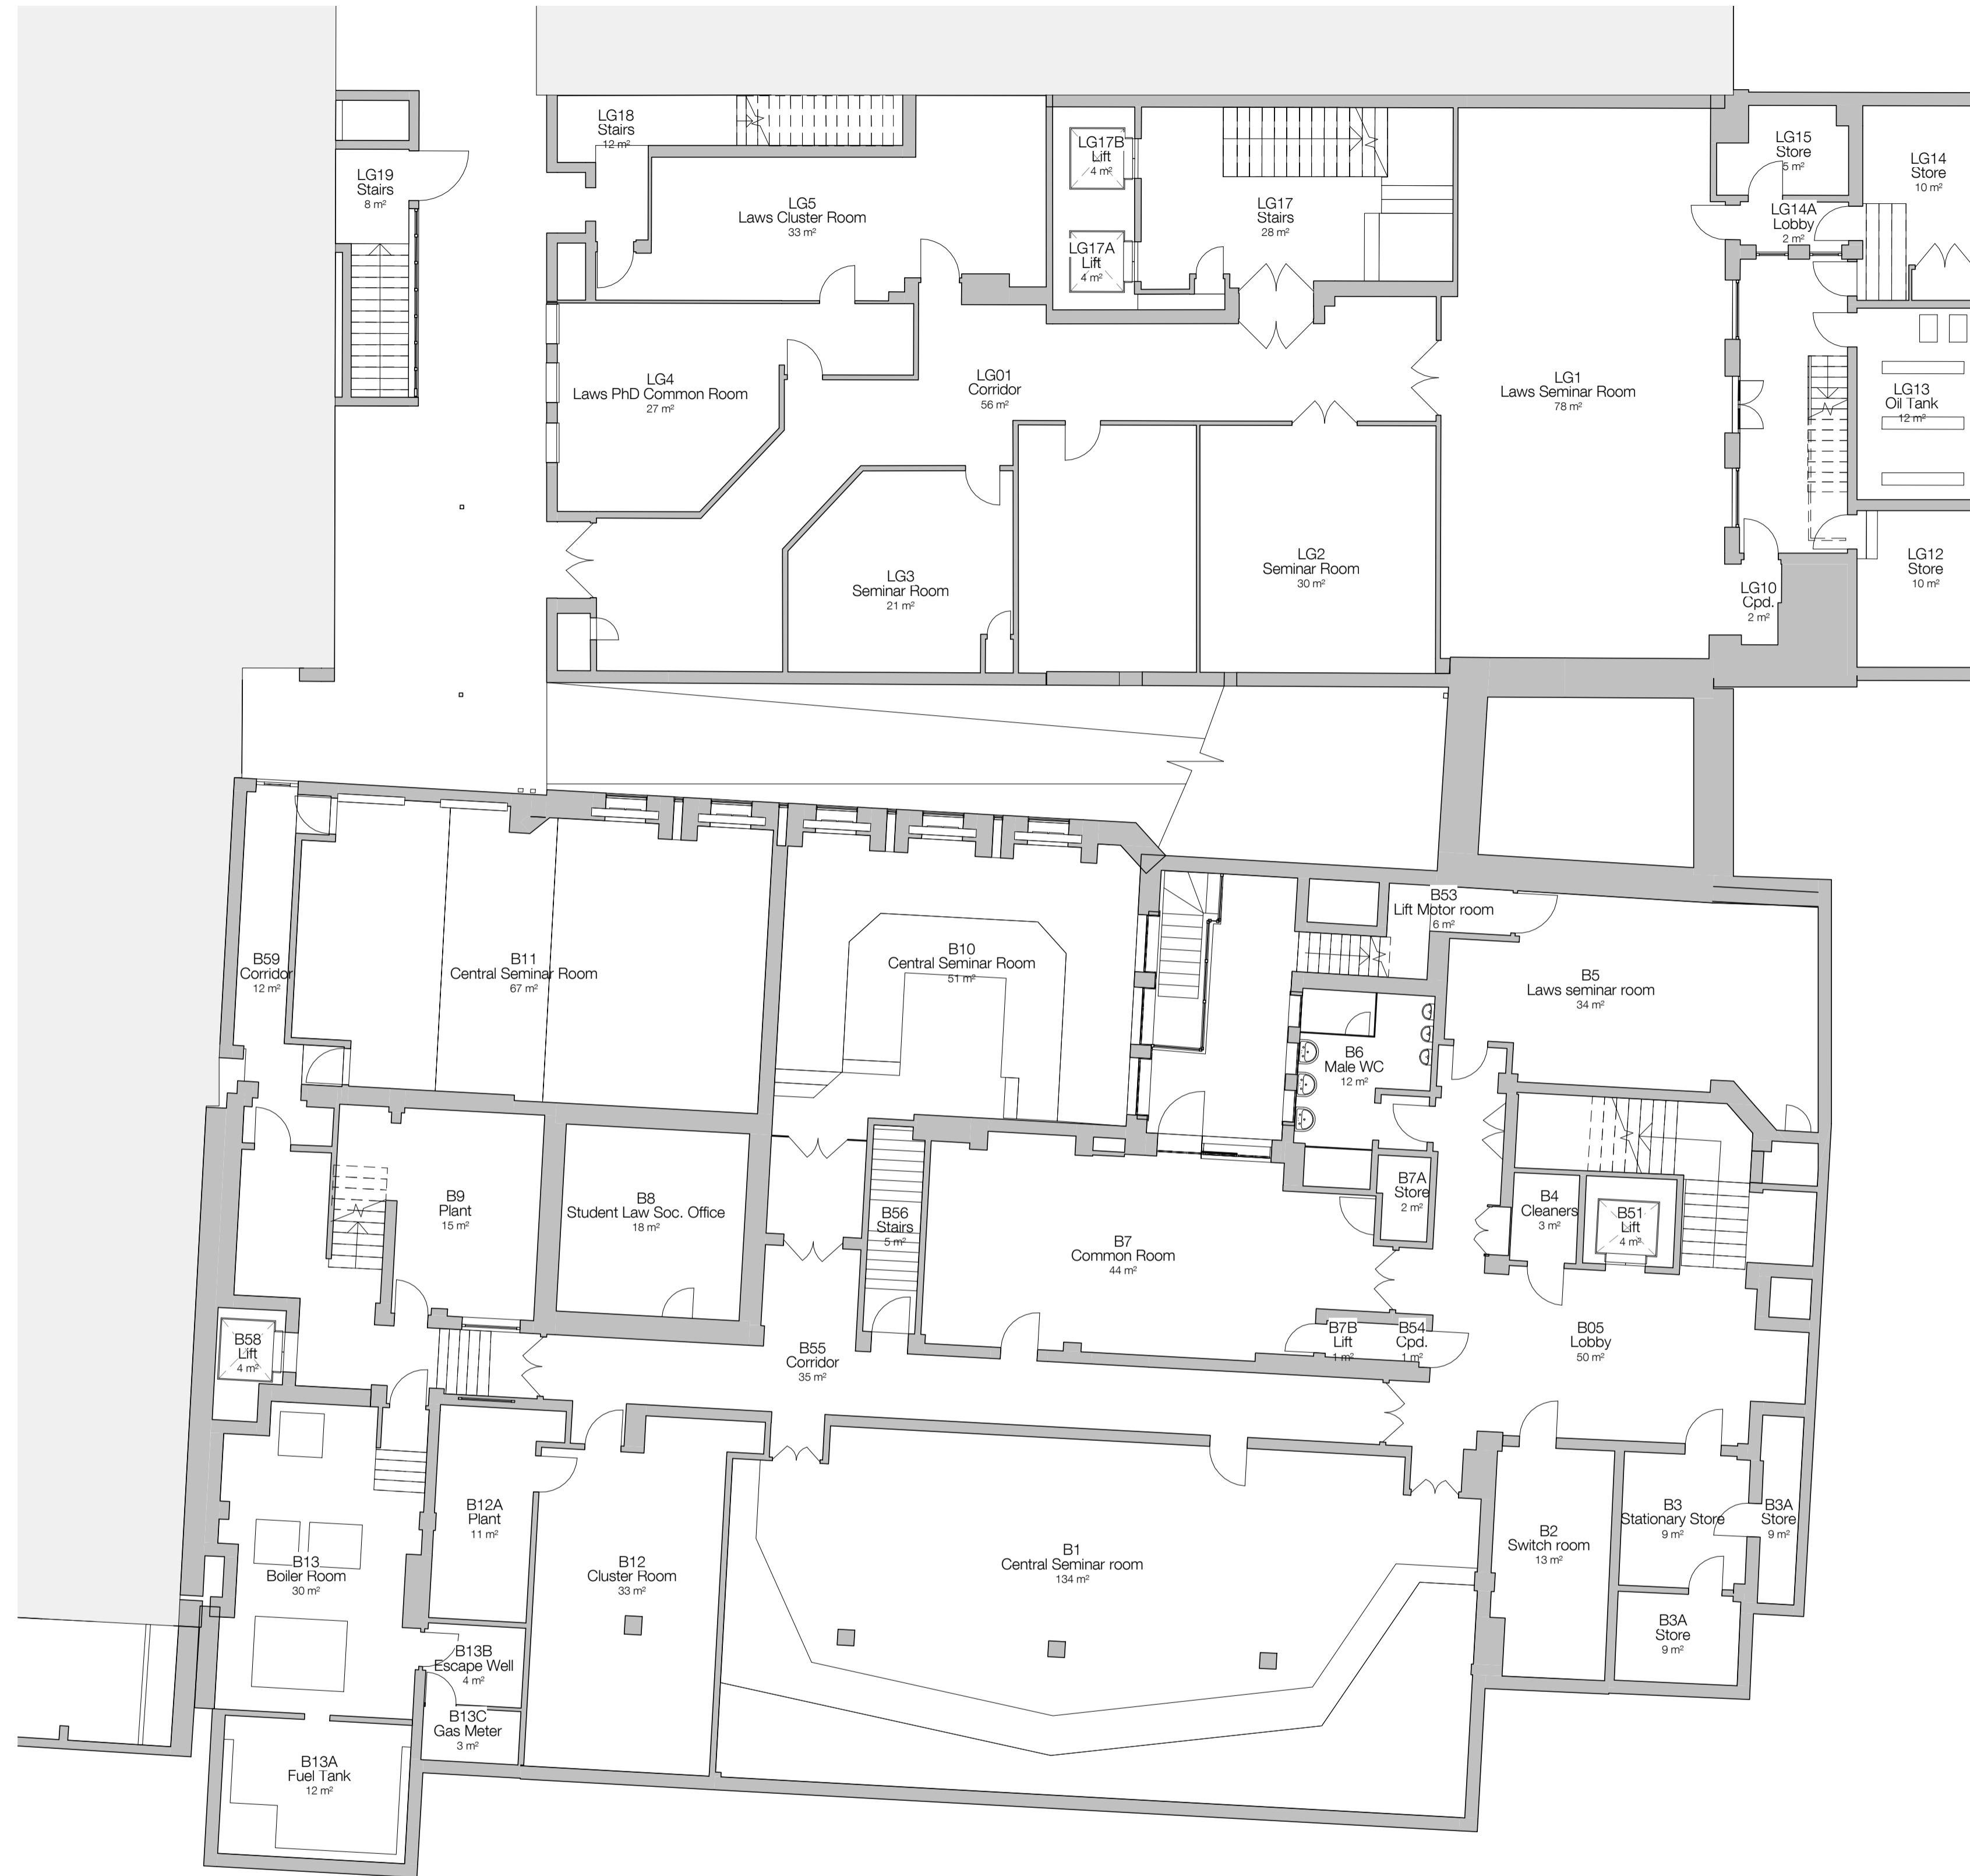 LG18
Stairs
12 m²
LG17B
Lift
4 m²
LG15
Store
5 m²
LG14
Store
10 m²
LG19
Stairs
8 m²
LG5
Laws Cluster Room
33 m²
LG17
Stairs
28 m²
LG14A
Lobby
2 m²
LG17A
Lift
4 m²
LG4
Laws PhD Common Room
27 m²
LG01
Corridor
56 m²
LG1
Laws Seminar Room
78 m²
LG13
Oil Tank
12 m²
LG3
Seminar Room
21 m²
LG2
Seminar Room
30 m²
LG10
Cpd.
2 m²
LG12
Store
10 m²
B53
Lift Motor room
6 m²
B59
Corridor
12 m²
B11
Central Seminar Room
67 m²
B10
Central Seminar Room
51 m²
B5
Laws seminar room
34 m²
B6
Male WC
12 m²
B9
Plant
15 m²
B8
Student Law Soc. Office
18 m²
B56
Stairs
5 m²
B7
Common Room
44 m²
B7A
Store
2 m²
B4
Cleaners
3 m²
B51
Lift
4 m²
B58
Lift
4 m²
B55
Corridor
35 m²
B7B
Lift
1 m²
B54
Cpd.
1 m²
B05
Lobby
50 m²
B12A
Plant
11 m²
B3
Stationary Store
9 m²
B3A
Store
9 m²
B2
Switch room
13 m²
B13
Boiler Room
30 m²
B12
Cluster Room
33 m²
B1
Central Seminar room
134 m²
B3A
Store
9 m²
B13B
Escape Well
4 m²
B13C
Gas Meter
3 m²
B13A
Fuel Tank
12 m²